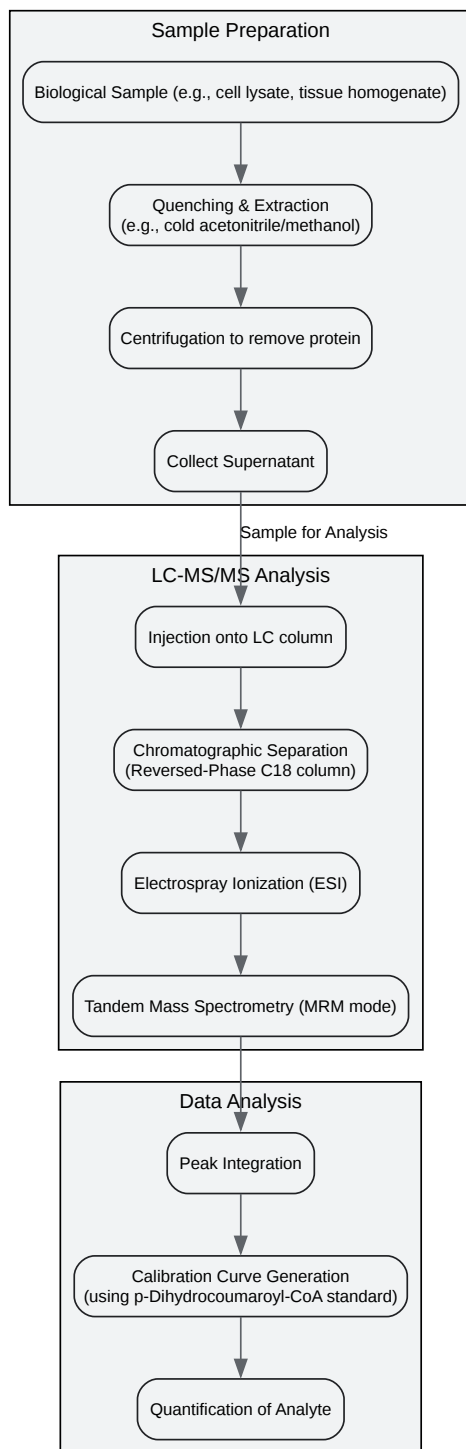 Sample Preparation
Biological Sample (e.g., cell lysate, tissue homogenate)
Quenching & Extraction
(e.g., cold acetonitrile/methanol)
Centrifugation to remove protein
Collect Supernatant
Sample for Analysis
LC-MS/MS Analysis
Injection onto LC column
Chromatographic Separation
(Reversed-Phase C18 column)
Electrospray Ionization (ESI)
Tandem Mass Spectrometry (MRM mode)
Data Analysis
Peak Integration
Calibration Curve Generation
(using p-Dihydrocoumaroyl-CoA standard)
Quantification of Analyte